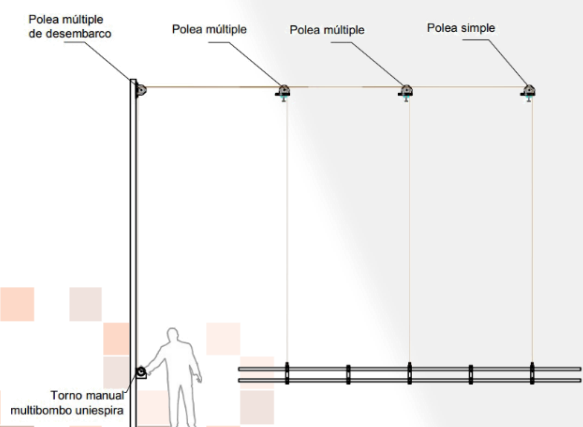 Polea múltiple
de desembarco
Polea múltiple
Polea múltiple
Polea simple
Torno manual
multibombo uniespira